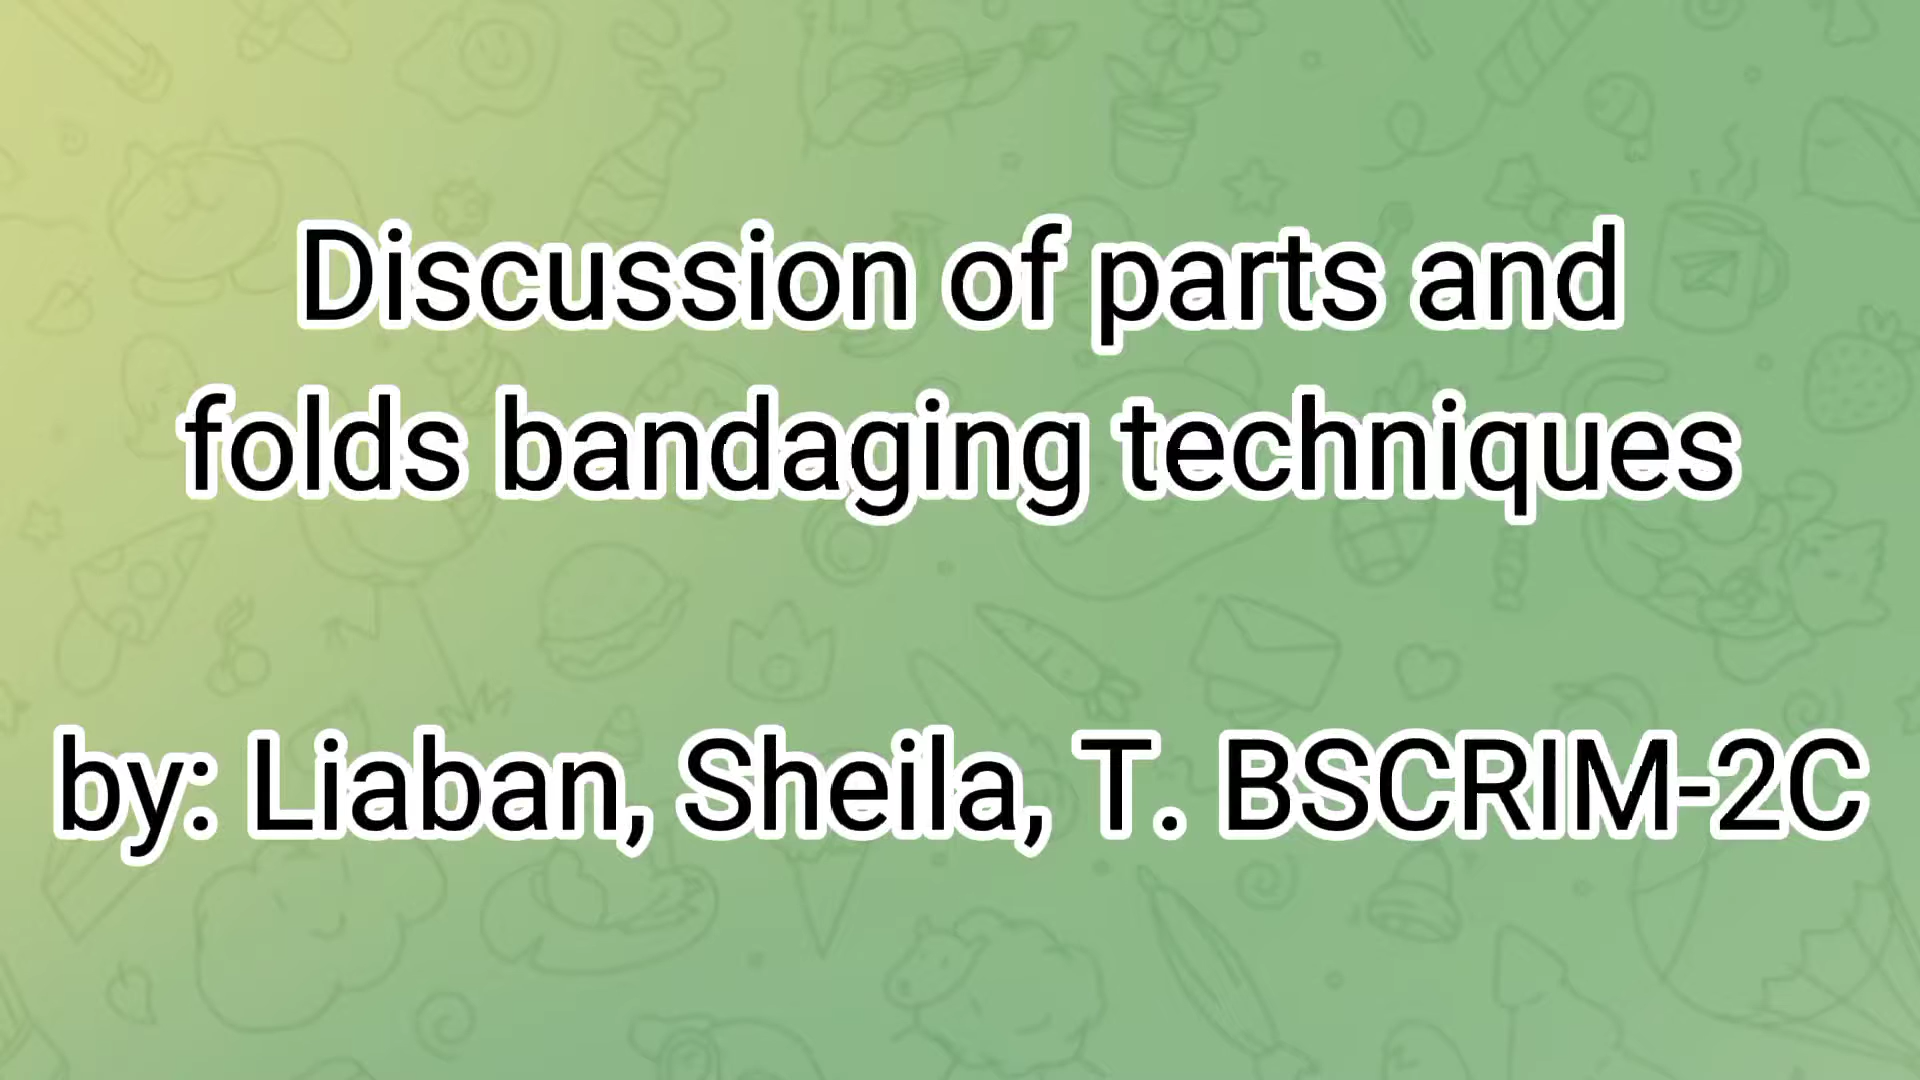 Discussion of parts and
folds bandaging techniques
by: Liaban, Sheila, T. BSCRIM-2C